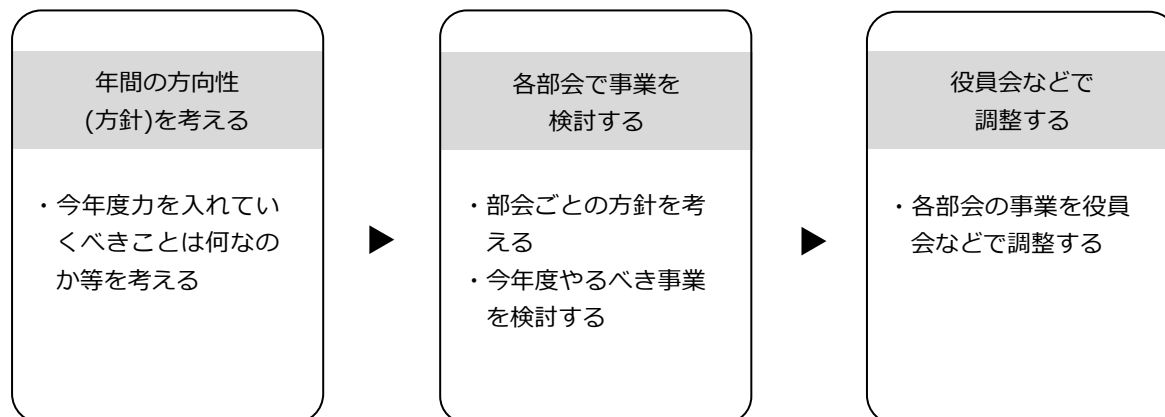 年間の方向性
(方針)を考える
・今年度力を入れてい
くべきことは何なの
か等を考える
▶
各部会で事業を
検討する
・部会ごとの方針を考
える
・今年度やるべき事業
を検討する
▶
役員会などで
調整する
・各部会の事業を役員
会などで調整する